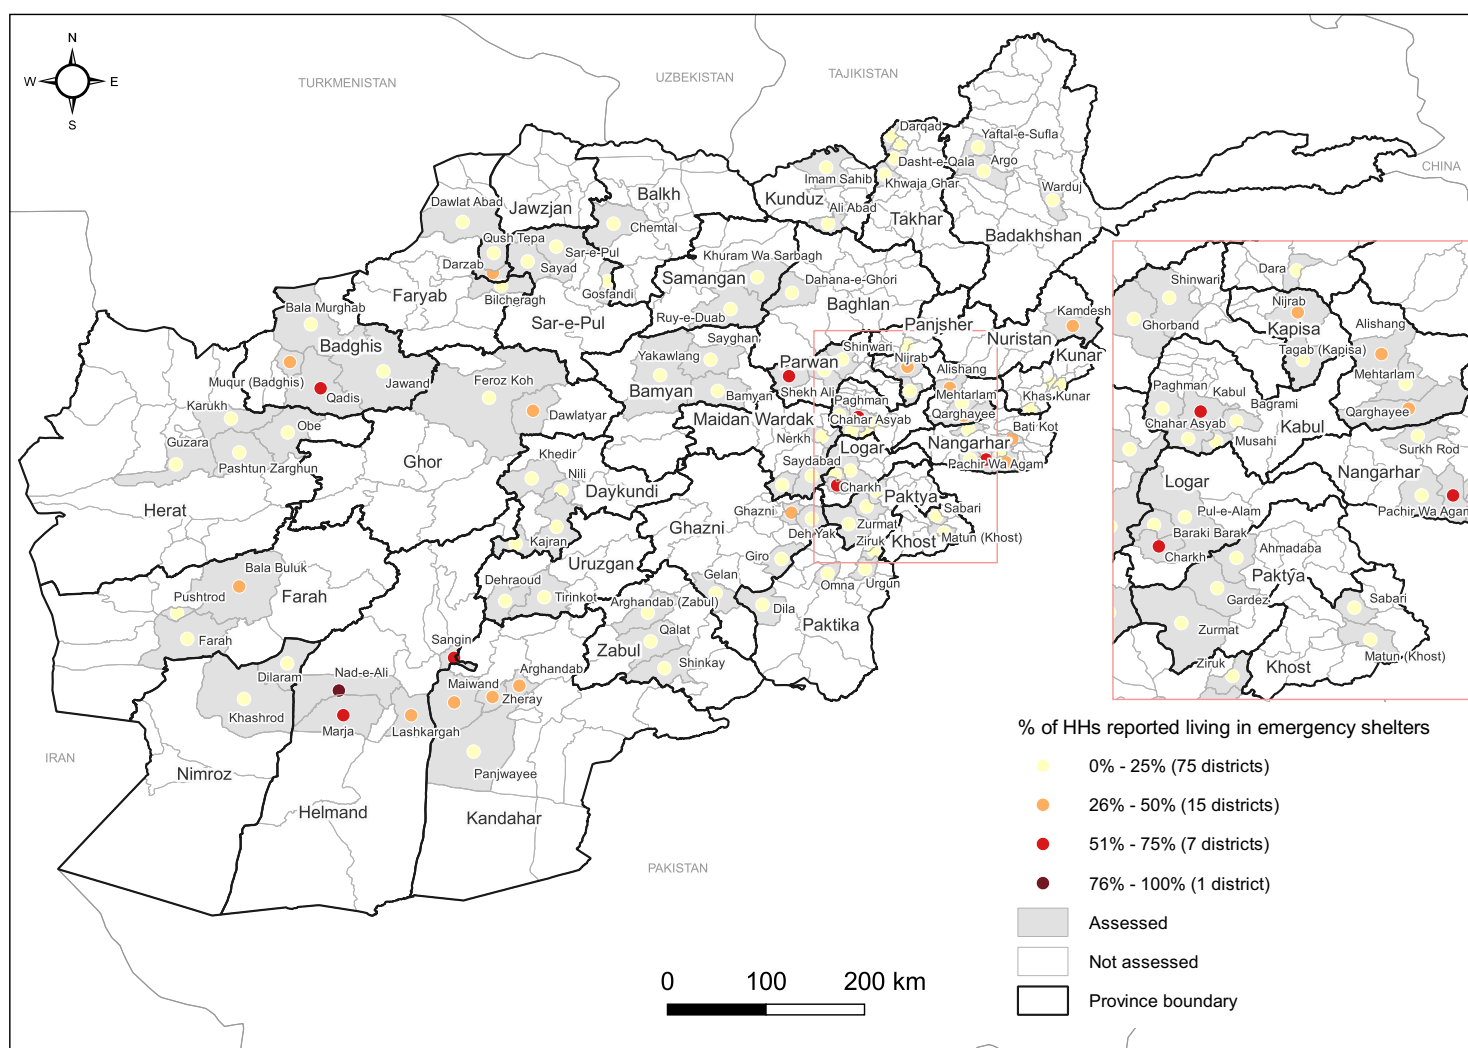 N
W
E
S
TURKMENISTAN
UZBEKISTAN
TAJIKISTAN
CHINA
IRAN
PAKISTAN
Darqad
Yaftal-e-Sufla
Argo
Dasht-e-Qala
Imam Sahib
Khwaja Ghar
Warduj
Kunduz
Ali Abad
Takhar
Badakhshan
Balkh
Dawlat Abad
Jawzjan
Chemtal
Qush Tepa
Sar-e-Pul
Darzab
Sayad
Khuram Wa Sarbagh
Samangan
Dahana-e-Ghori
Faryab
Bilcheragh
Gosfandi
Baghlan
Bala Murghab
Sar-e-Pul
Ruy-e-Duab
Kamdesh
Badghis
Sayghan
Panjsher
Nuristan
Yakawlang
Shinwari
Parwan
Nijrab
Kunar
Muqur (Badghis)
Jawand
Feroz Koh
Alishang
Qadis
Bamyan
Bamyan
Shekh Ali
Mehtarlam
Khas Kunar
Karukh
Dawlatyar
Paghman
Maidan Wardak
Chahar Asyab
Qarghayee
Bati Kot
Obe
Guzara
Nerkh
Logar
Nangarhar
Pashtun Zarghun
Ghor
Khedir
Saydabad
Pachir Wa Agam
Nili
Daykundi
Charkh
Paktya
Herat
Ghazni
Ghazni
Sabari
Kajran
Deh Yak
Zurmat
Khost
Matun (Khost)
Ziruk
Bala Buluk
Uruzgan
Giro
Pushtrod
Farah
Dehraoud
Tirinkot
Gelan
Omna
Urgun
Arghandab (Zabul)
Dila
Farah
Qalat
Paktika
Sangin
Zabul
Shinkay
Dilaram
Nad-e-Ali
Arghandab
Maiwand
Zheray
Khashrod
Marja
Lashkargah
Nimroz
Panjwayee
Helmand
Kandahar
Shinwari
Dara
Nijrab
Alishang
Ghorband
Kapisa
Tagab (Kapisa)
Mehtarlam
Paghman
Kabul
Bagrami
Qarghayee
Chahar Asyab
Kabul
Musahi
Surkh Rod
Logar
Nangarhar
Pul-e-Alam
Pachir Wa Agam
Baraki Barak
Charkh
Ahmadaba
Paktya
Gardez
Sabari
Zurmat
Matun (Khost)
Ziruk
Khost
% of HHs reported living in emergency shelters
0% - 25% (75 districts)
26% - 50% (15 districts)
51% - 75% (7 districts)
76% - 100% (1 district)
Assessed
Not assessed
Province boundary
0 100 200 km